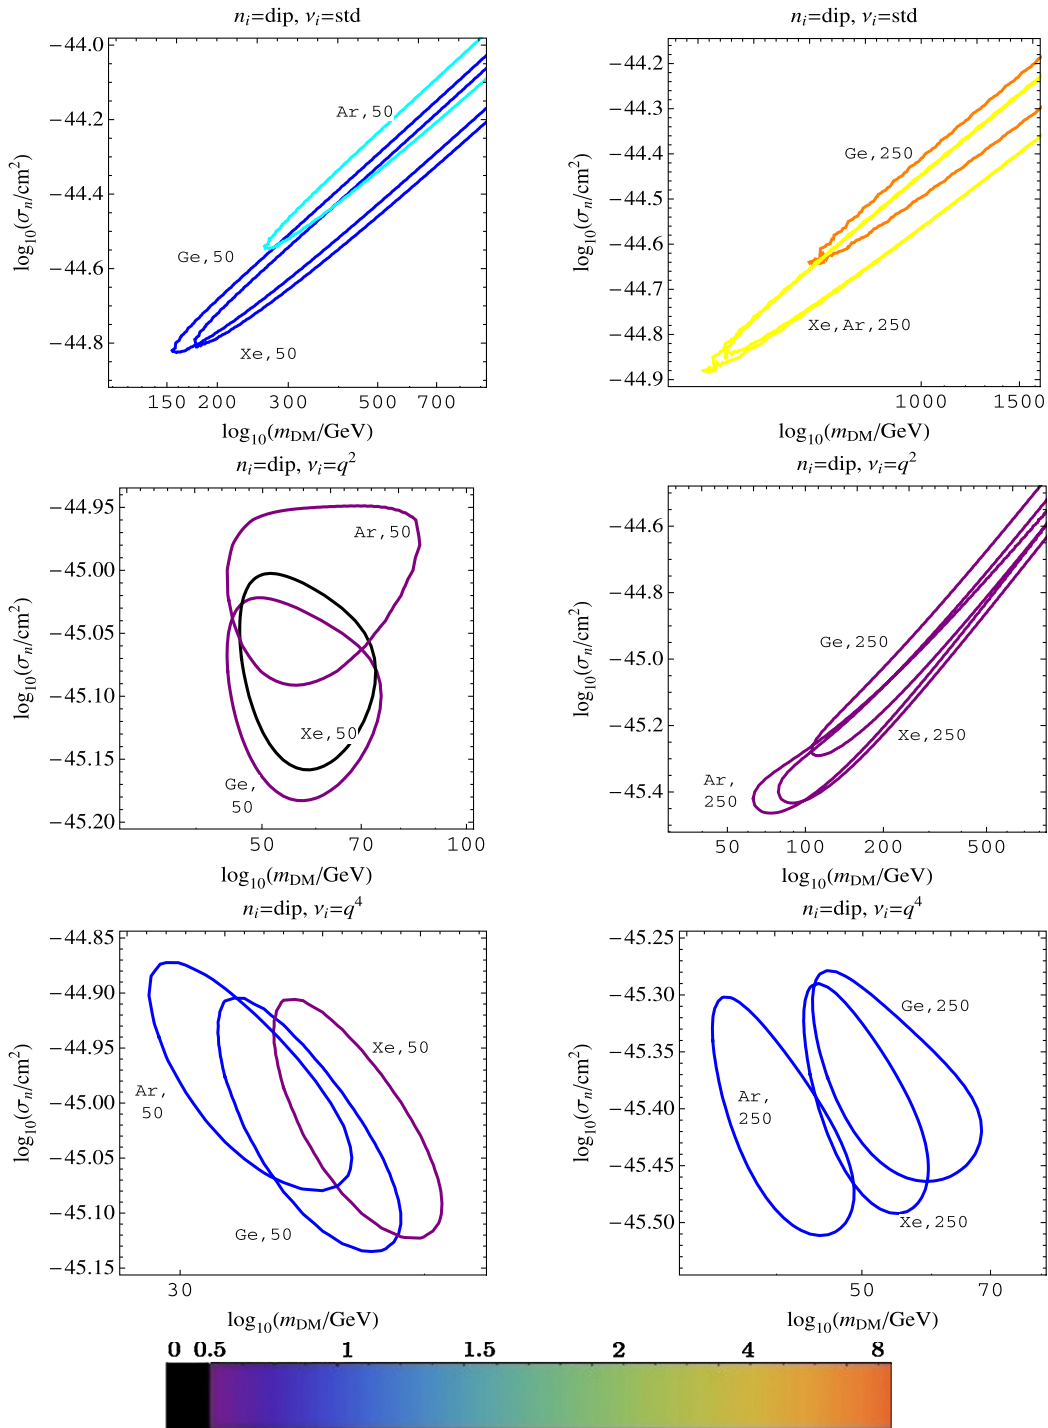 n_i=dip, ν_i=std
log10(σ_n/cm²)
−44.0
−44.2
−44.4
−44.6
−44.8
Ar,50
Ge,50
Xe,50
150 200 300 500 700
log10(m_DM/GeV)
n_i=dip, ν_i=std
log10(σ_n/cm²)
−44.2
−44.3
−44.4
−44.5
−44.6
−44.7
−44.8
−44.9
Ge,250
Xe,Ar,250
1000 1500
log10(m_DM/GeV)
n_i=dip, ν_i=q²
log10(σ_n/cm²)
−44.95
−45.00
−45.05
−45.10
−45.15
−45.20
Ar,50
Xe,50
Ge,
50
50 70 100
log10(m_DM/GeV)
n_i=dip, ν_i=q²
log10(σ_n/cm²)
−44.6
−44.8
−45.0
−45.2
−45.4
Ge,250
Xe,250
Ar,
250
50 100 200 500
log10(m_DM/GeV)
n_i=dip, ν_i=q⁴
log10(σ_n/cm²)
−44.85
−44.90
−44.95
−45.00
−45.05
−45.10
−45.15
Xe,50
Ar,
50
Ge,50
30
log10(m_DM/GeV)
n_i=dip, ν_i=q⁴
log10(σ_n/cm²)
−45.25
−45.30
−45.35
−45.40
−45.45
−45.50
Ge,250
Ar,
250
Xe,250
50 70
log10(m_DM/GeV)
0 0.5 1 1.5 2 4 8